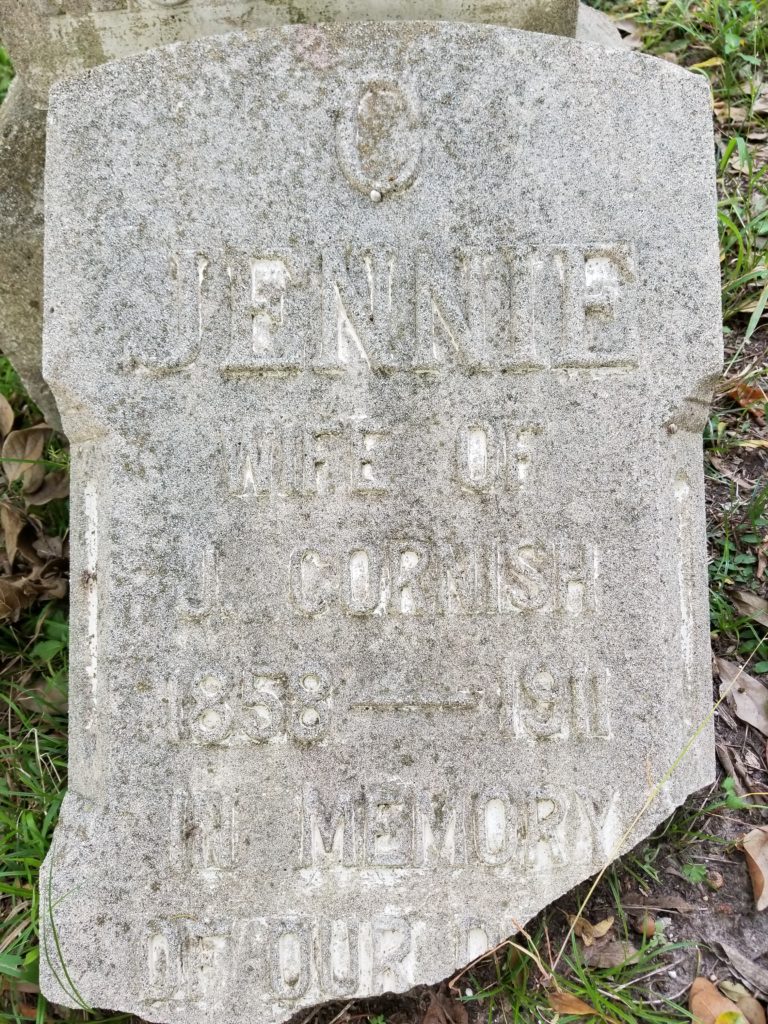 C
JENNIE
WIFE OF
J. CORNISH
1858 — 1911
IN MEMORY
OF OUR